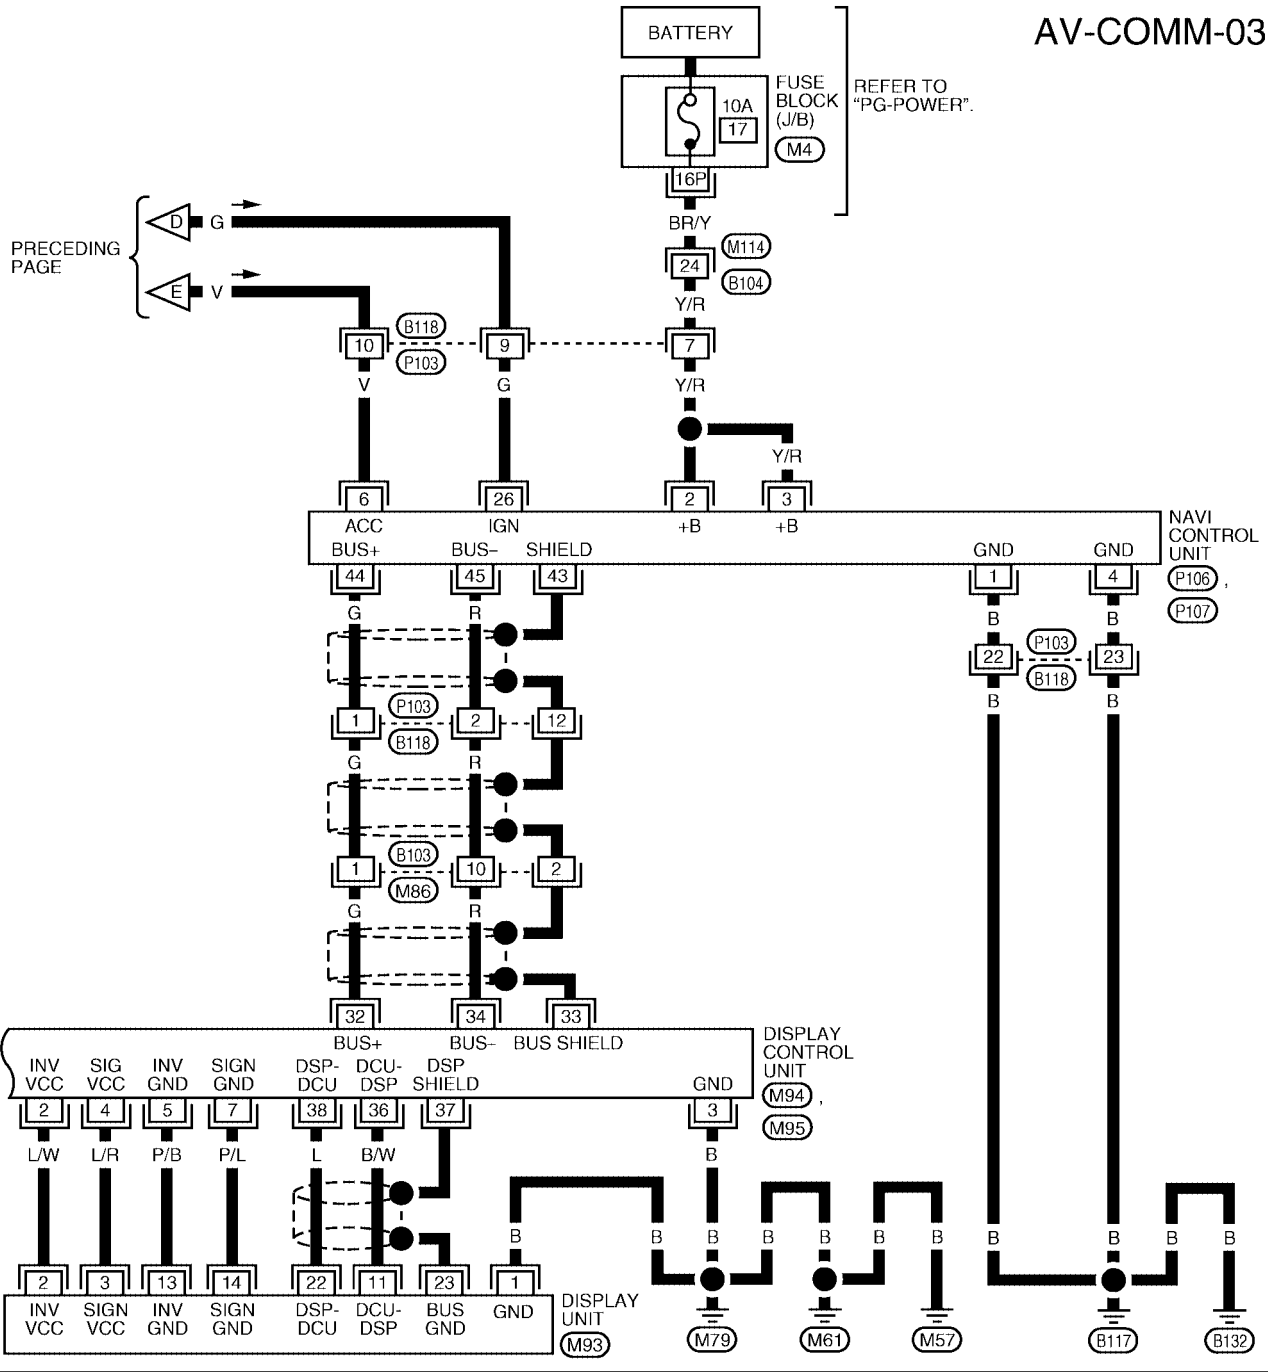 AV-COMM-03
BATTERY
FUSE
BLOCK
(J/B)
M4
10A
17
REFER TO
"PG-POWER".
16P
BR/Y
24
M114
B104
Y/R
PRECEDING
PAGE
D G
E V
10
B118
P103
9
7
V
G
Y/R
Y/R
6
26
2
3
ACC
IGN
+B
+B
NAVI
CONTROL
UNIT
P106 ,
P107
BUS+
BUS-
SHIELD
GND
GND
44
45
43
1
4
G
R
B
B
22
P103
B118
23
B
B
1
P103
B118
2
12
G
R
1
B103
M86
10
2
G
R
32
34
33
BUS+
BUS-
BUS SHIELD
DISPLAY
CONTROL
UNIT
M94 ,
M95
INV
VCC
SIG
VCC
INV
GND
SIGN
GND
DSP-
DCU
DCU-
DSP
DSP
SHIELD
GND
2
4
5
7
38
36
37
3
L/W
L/R
P/B
P/L
L
B/W
B
B
B
B
B
B
B
B
B
B
B
B
2
3
13
14
22
11
23
1
INV
VCC
SIGN
VCC
INV
GND
SIGN
GND
DSP-
DCU
DCU-
DSP
BUS
GND
GND
DISPLAY
UNIT
M93
M79
M61
M57
B117
B132